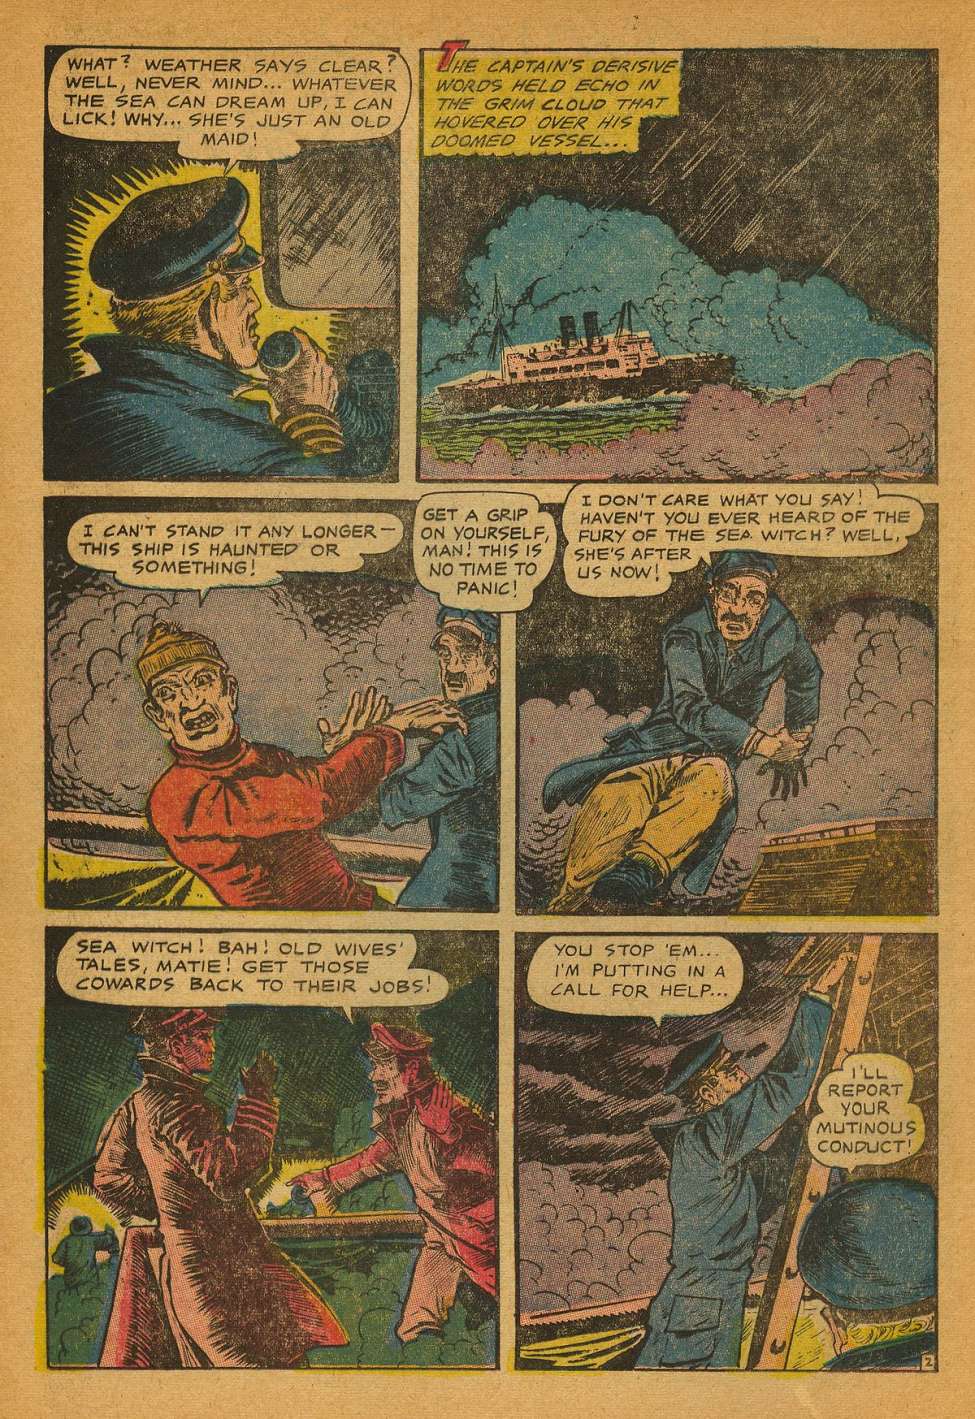 WHAT? WEATHER SAYS CLEAR?
WELL, NEVER MIND... WHATEVER
THE SEA CAN DREAM UP, I CAN
LICK! WHY... SHE'S JUST AN OLD
MAID!
THE CAPTAIN'S DERISIVE
WORDS HELD ECHO IN
THE GRIM CLOUD THAT
HOVERED OVER HIS
DOOMED VESSEL...
I CAN'T STAND IT ANY LONGER—
THIS SHIP IS HAUNTED OR
SOMETHING!
GET A GRIP
ON YOURSELF,
MAN! THIS IS
NO TIME TO
PANIC!
I DON'T CARE WHAT YOU SAY!
HAVEN'T YOU EVER HEARD OF THE
FURY OF THE SEA WITCH? WELL,
SHE'S AFTER
US NOW!
SEA WITCH! BAH! OLD WIVES'
TALES, MATIE! GET THOSE
COWARDS BACK TO THEIR JOBS!
YOU STOP 'EM...
I'M PUTTING IN A
CALL FOR HELP...
I'LL
REPORT
YOUR
MUTINOUS
CONDUCT!
2